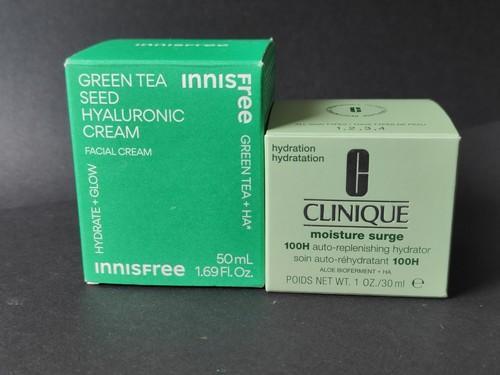 innisfree
GREEN TEA
SEED
HYALURONIC
CREAM
FACIAL CREAM
innisfree
GREEN TEA + HA*
HYDRATE + GLOW
innisfree
50 mL
1.69 Fl. Oz.
1, 2, 3, 4
hydration
hydratation
CLINIQUE
moisture surge
100H auto-replenishing hydrator
soin auto-réhydratant 100H
ALOE BIOFERMENT + HA
POIDS NET WT. 1 OZ./30 ml e